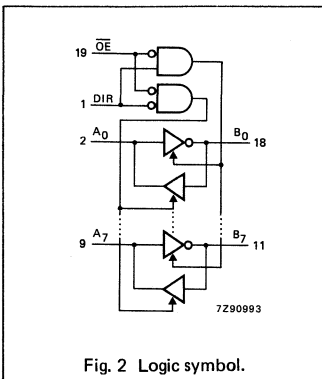 19 OE
1 DIR
2 A0 B0 18
9 A7 B7 11
7Z90993
Fig. 2 Logic symbol.